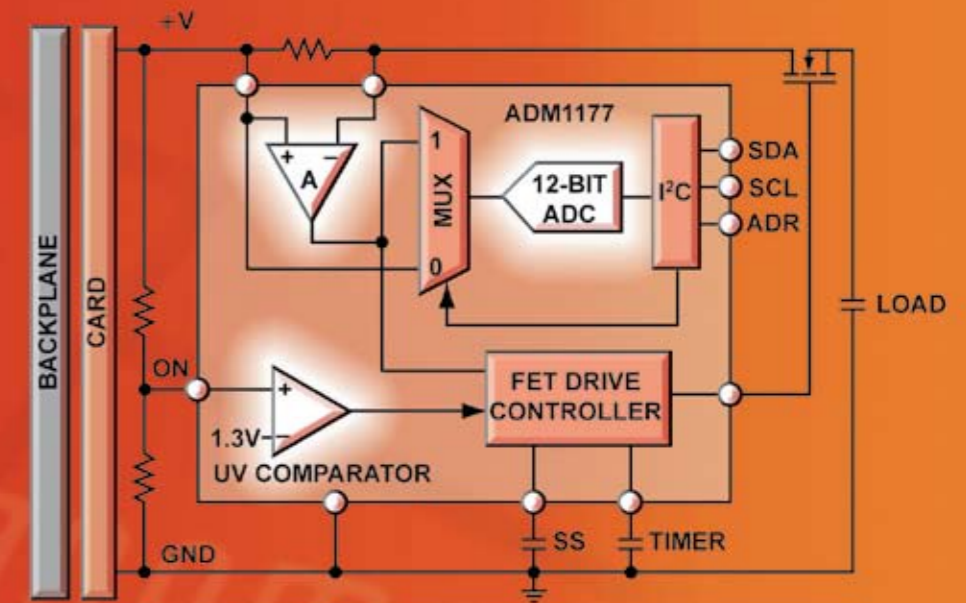 +V
ADM1177
BACKPLANE
CARD
+
−
A
1
MUX
0
12-BIT
ADC
I²C
SDA
SCL
ADR
LOAD
ON
+
1.3V
−
UV COMPARATOR
FET DRIVE
CONTROLLER
GND
SS
TIMER